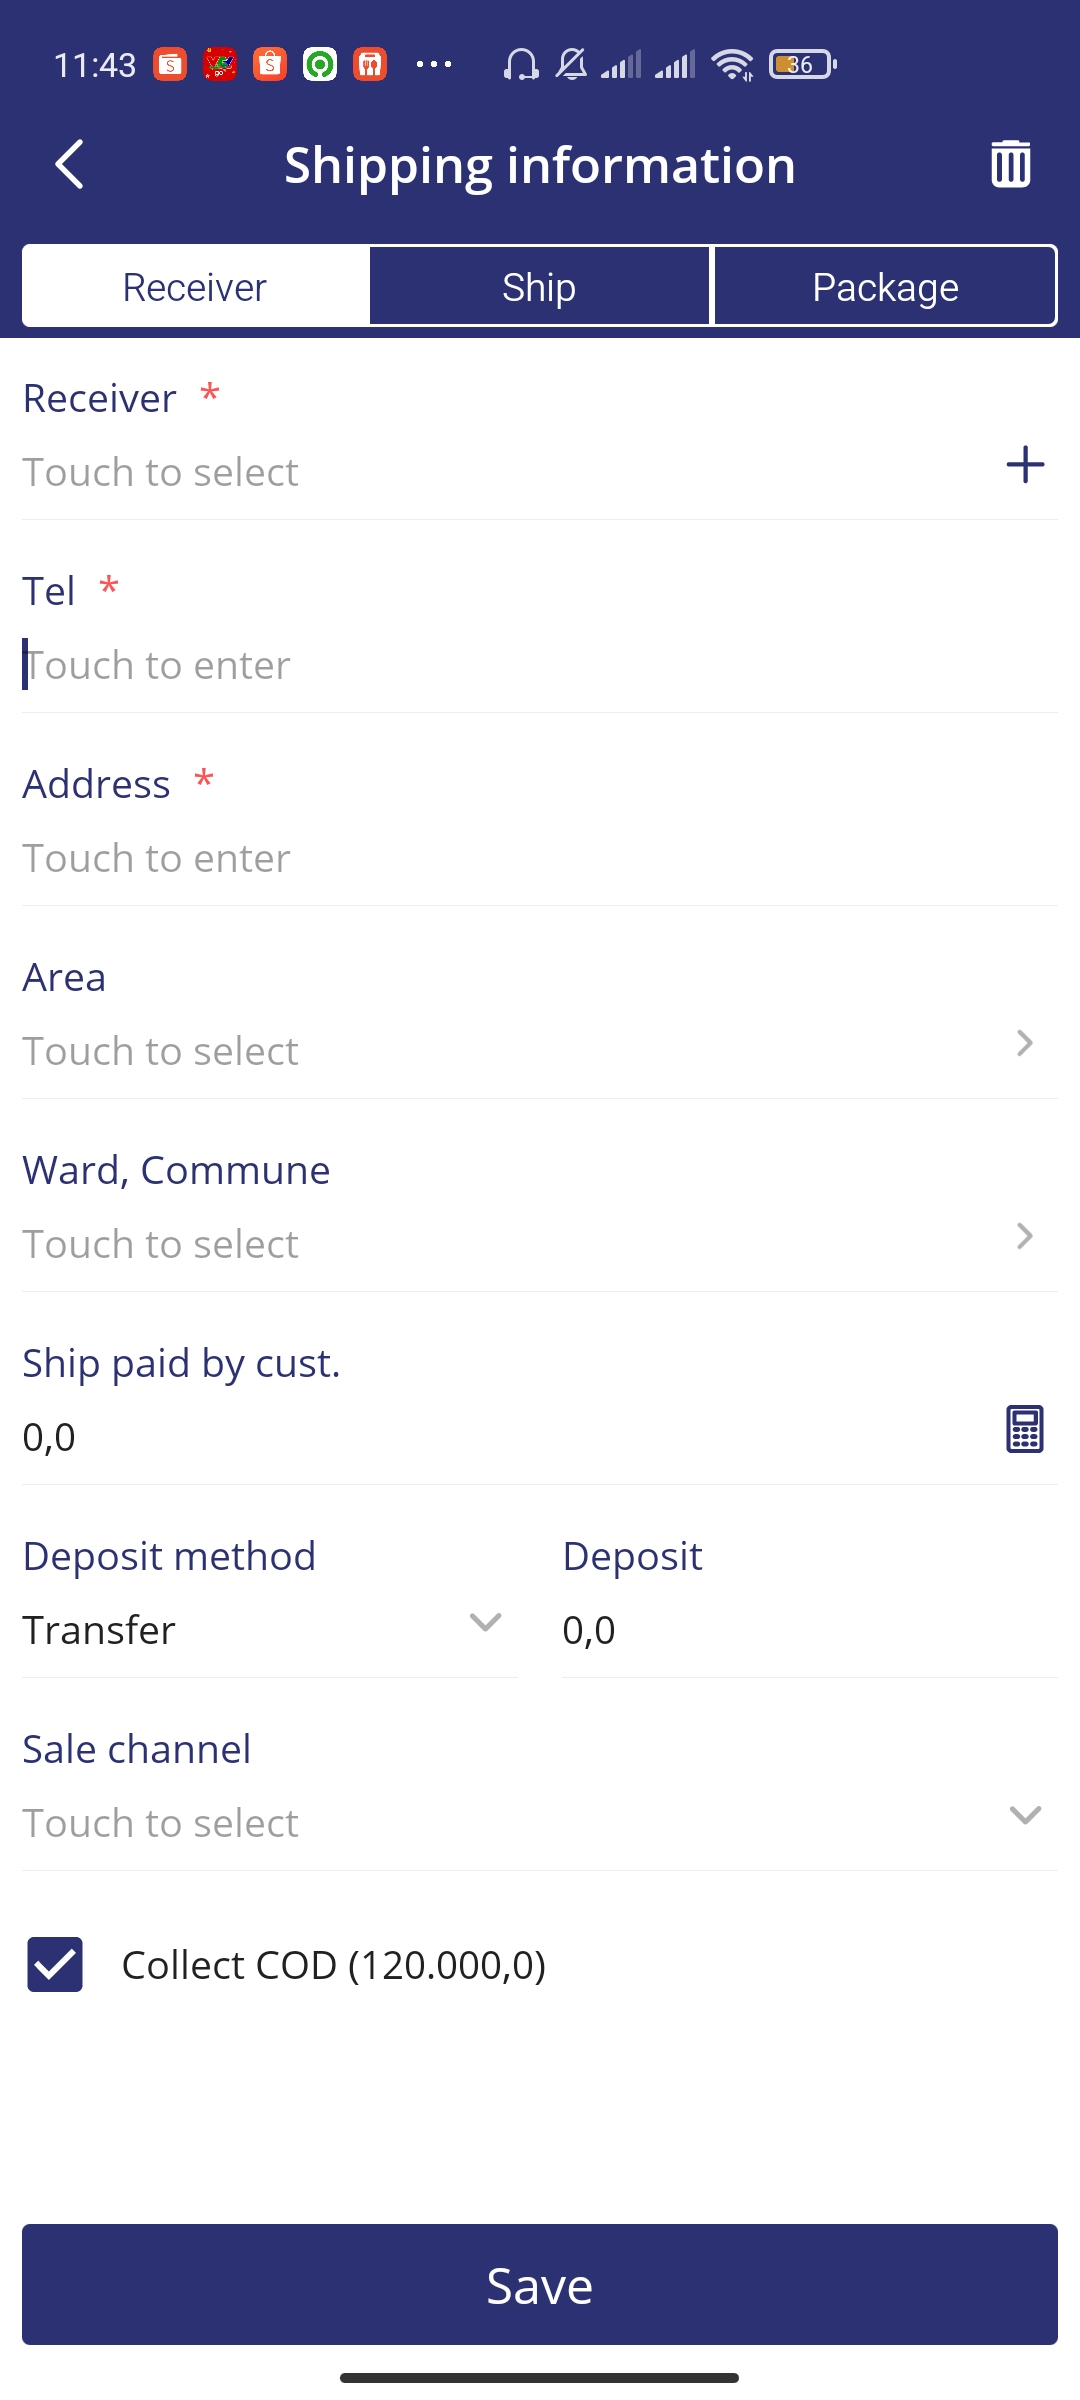 11:43
36
Shipping information
Receiver
Ship
Package
Receiver *
Touch to select
Tel *
Touch to enter
Address *
Touch to enter
Area
Touch to select
Ward, Commune
Touch to select
Ship paid by cust.
0,0
Deposit method
Deposit
Transfer
0,0
Sale channel
Touch to select
Collect COD (120.000,0)
Save